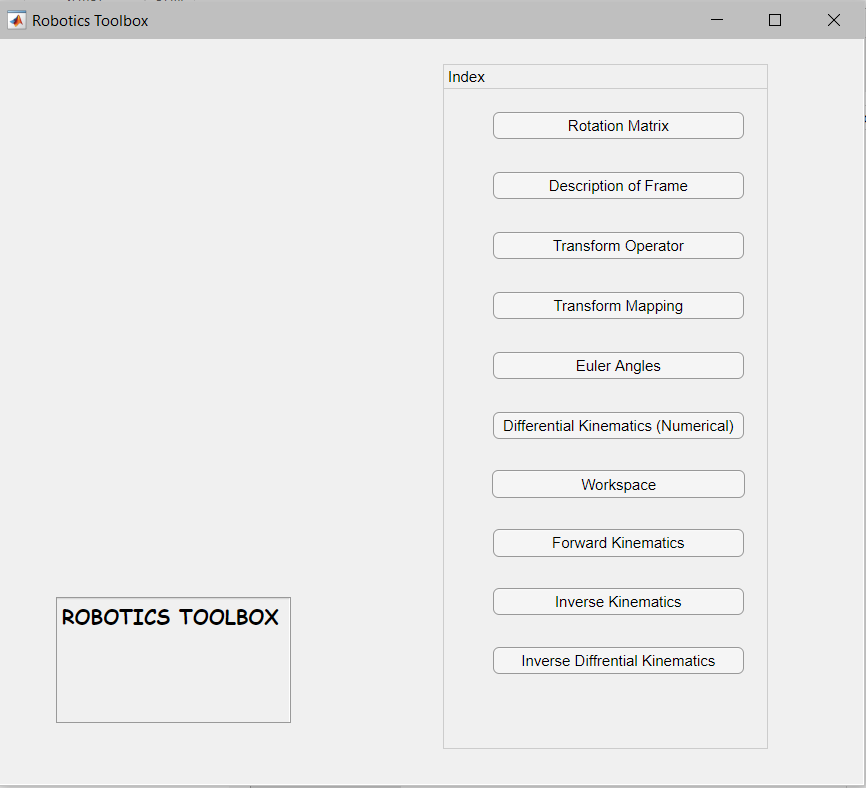 Robotics Toolbox
Index
Rotation Matrix
Description of Frame
Transform Operator
Transform Mapping
Euler Angles
Differential Kinematics (Numerical)
Workspace
Forward Kinematics
Inverse Kinematics
Inverse Diffrential Kinematics
ROBOTICS TOOLBOX